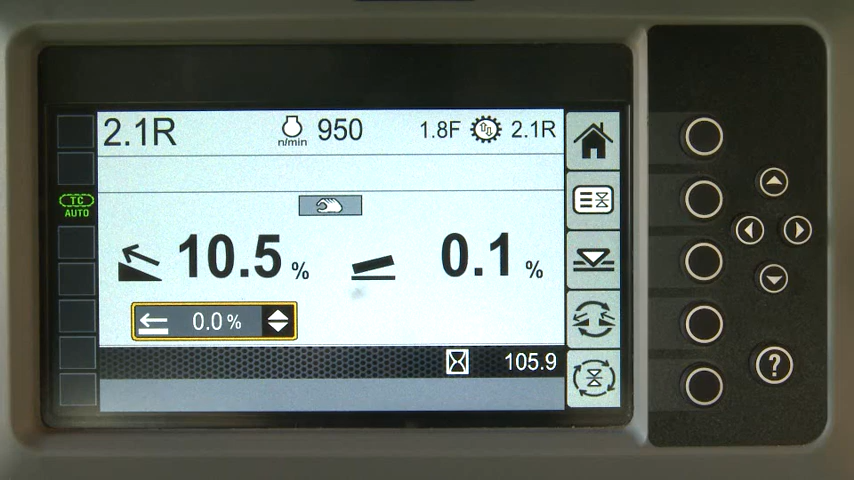 2.1R n/min 950 1.8F 2.1R
TC
AUTO
10.5 % 0.1 %
0.0 %
105.9
?